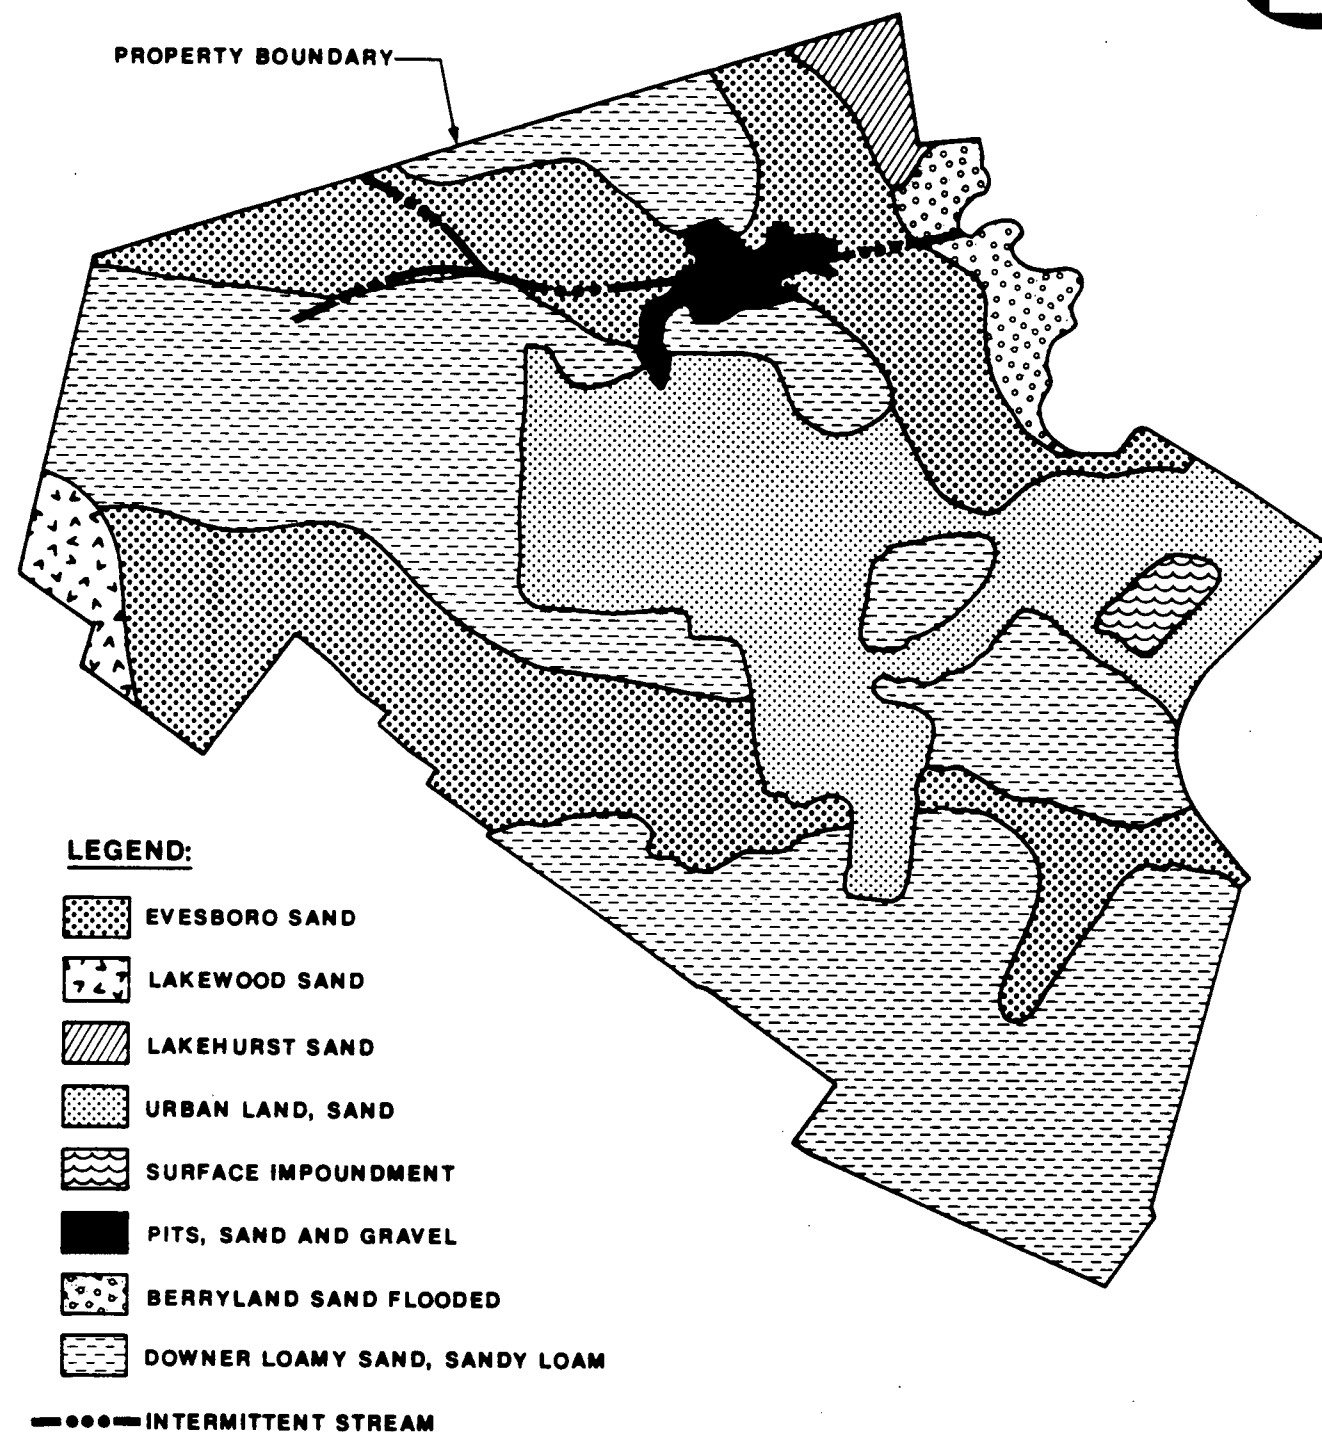 PROPERTY BOUNDARY
LEGEND:
EVESBORO SAND
LAKEWOOD SAND
LAKEHURST SAND
URBAN LAND, SAND
SURFACE IMPOUNDMENT
PITS, SAND AND GRAVEL
BERRYLAND SAND FLOODED
DOWNER LOAMY SAND, SANDY LOAM
INTERMITTENT STREAM